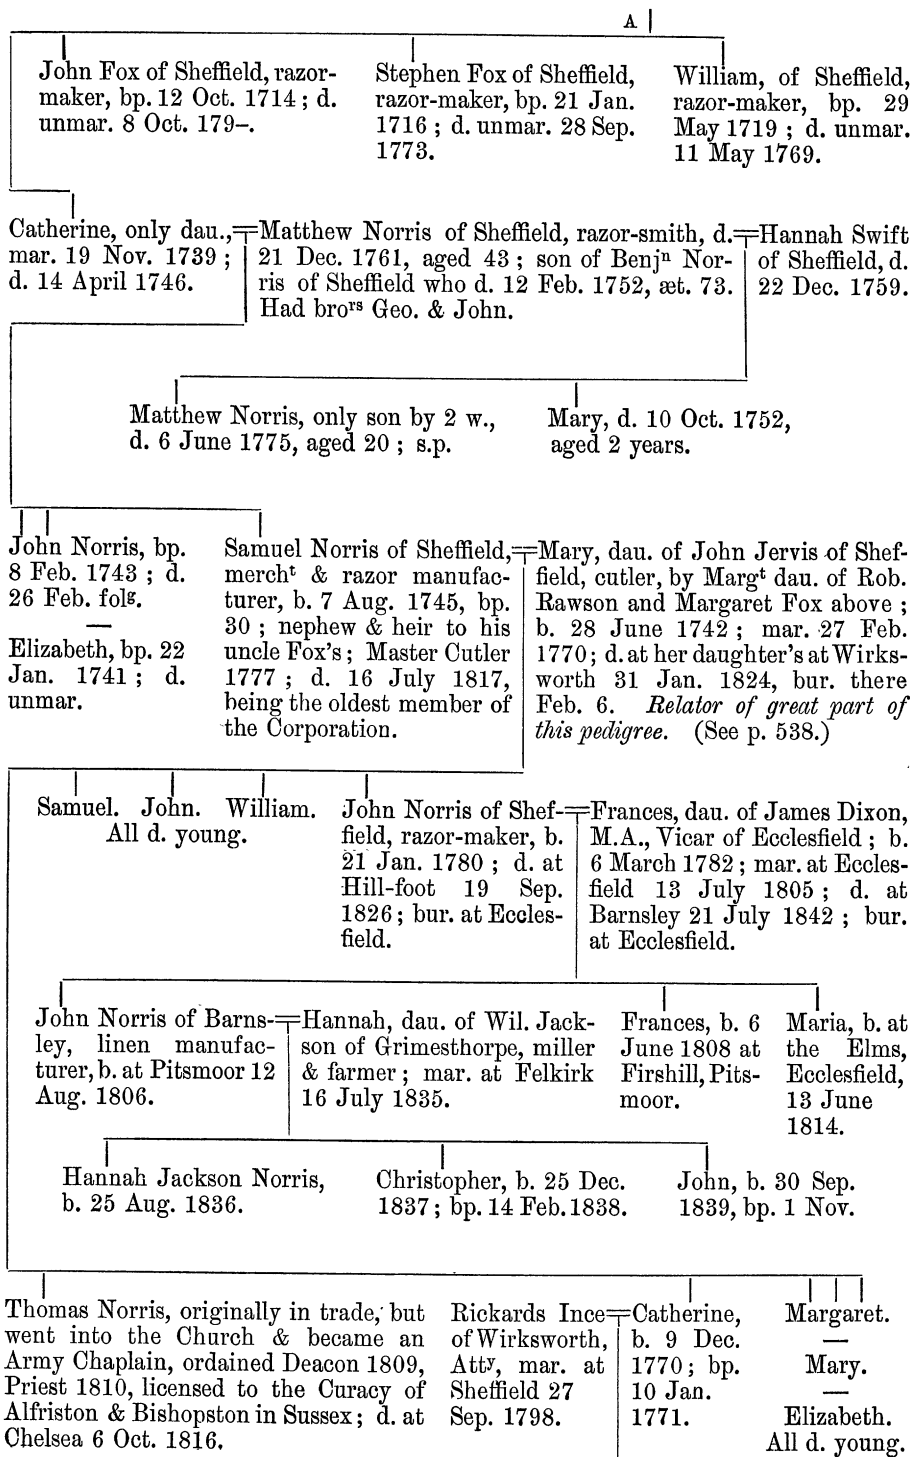 A
John Fox of Sheffield, razor-
maker, bp. 12 Oct. 1714 ; d.
unmar. 8 Oct. 179–.
Stephen Fox of Sheffield,
razor-maker, bp. 21 Jan.
1716 ; d. unmar. 28 Sep.
1773.
William, of Sheffield,
razor-maker, bp. 29
May 1719 ; d. unmar.
11 May 1769.
Catherine, only dau.,
mar. 19 Nov. 1739 ;
d. 14 April 1746.
Matthew Norris of Sheffield, razor-smith, d.
21 Dec. 1761, aged 43 ; son of Benjⁿ Nor-
ris of Sheffield who d. 12 Feb. 1752, æt. 73.
Had broʳˢ Geo. & John.
Hannah Swift
of Sheffield, d.
22 Dec. 1759.
Matthew Norris, only son by 2 w.,
d. 6 June 1775, aged 20 ; s.p.
Mary, d. 10 Oct. 1752,
aged 2 years.
John Norris, bp.
8 Feb. 1743 ; d.
26 Feb. folᵍ.
—
Elizabeth, bp. 22
Jan. 1741 ; d.
unmar.
Samuel Norris of Sheffield,
merchᵗ & razor manufac-
turer, b. 7 Aug. 1745, bp.
30 ; nephew & heir to his
uncle Fox's ; Master Cutler
1777 ; d. 16 July 1817,
being the oldest member of
the Corporation.
Mary, dau. of John Jervis of Shef-
field, cutler, by Margᵗ dau. of Rob.
Rawson and Margaret Fox above ;
b. 28 June 1742 ; mar. 27 Feb.
1770; d. at her daughter's at Wirks-
worth 31 Jan. 1824, bur. there
Feb. 6. Relator of great part of
this pedigree. (See p. 538.)
Samuel. John. William.
All d. young.
John Norris of Shef-
field, razor-maker, b.
21 Jan. 1780 ; d. at
Hill-foot 19 Sep.
1826 ; bur. at Eccles-
field.
Frances, dau. of James Dixon,
M.A., Vicar of Ecclesfield ; b.
6 March 1782 ; mar. at Eccles-
field 13 July 1805 ; d. at
Barnsley 21 July 1842 ; bur.
at Ecclesfield.
John Norris of Barns-
ley, linen manufac-
turer, b. at Pitsmoor 12
Aug. 1806.
Hannah, dau. of Wil. Jack-
son of Grimesthorpe, miller
& farmer ; mar. at Felkirk
16 July 1835.
Frances, b. 6
June 1808 at
Firshill, Pits-
moor.
Maria, b. at
the Elms,
Ecclesfield,
13 June
1814.
Hannah Jackson Norris,
b. 25 Aug. 1836.
Christopher, b. 25 Dec.
1837 ; bp. 14 Feb. 1838.
John, b. 30 Sep.
1839, bp. 1 Nov.
Thomas Norris, originally in trade, but
went into the Church & became an
Army Chaplain, ordained Deacon 1809,
Priest 1810, licensed to the Curacy of
Alfriston & Bishopston in Sussex ; d. at
Chelsea 6 Oct. 1816.
Rickards Ince
of Wirksworth,
Attʸ, mar. at
Sheffield 27
Sep. 1798.
Catherine,
b. 9 Dec.
1770 ; bp.
10 Jan.
1771.
Margaret.
—
Mary.
—
Elizabeth.
All d. young.